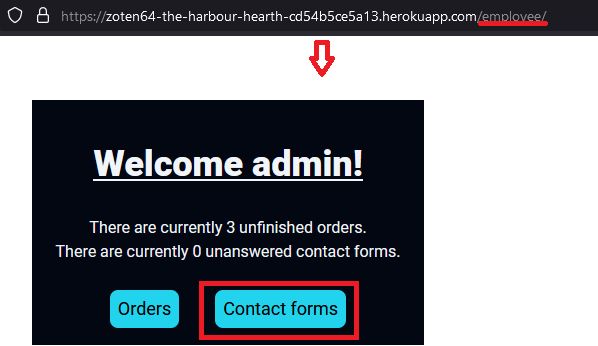 https://zoten64-the-harbour-hearth-cd54b5ce5a13.herokuapp.com/employee/
Welcome admin!
There are currently 3 unfinished orders.
There are currently 0 unanswered contact forms.
Orders
Contact forms